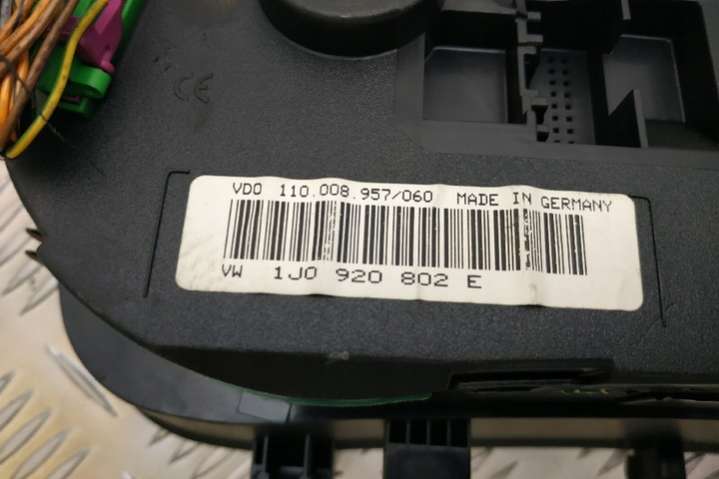 CE
VDO 110.008.957/060 MADE IN GERMANY
VW 1J0 920 802 E